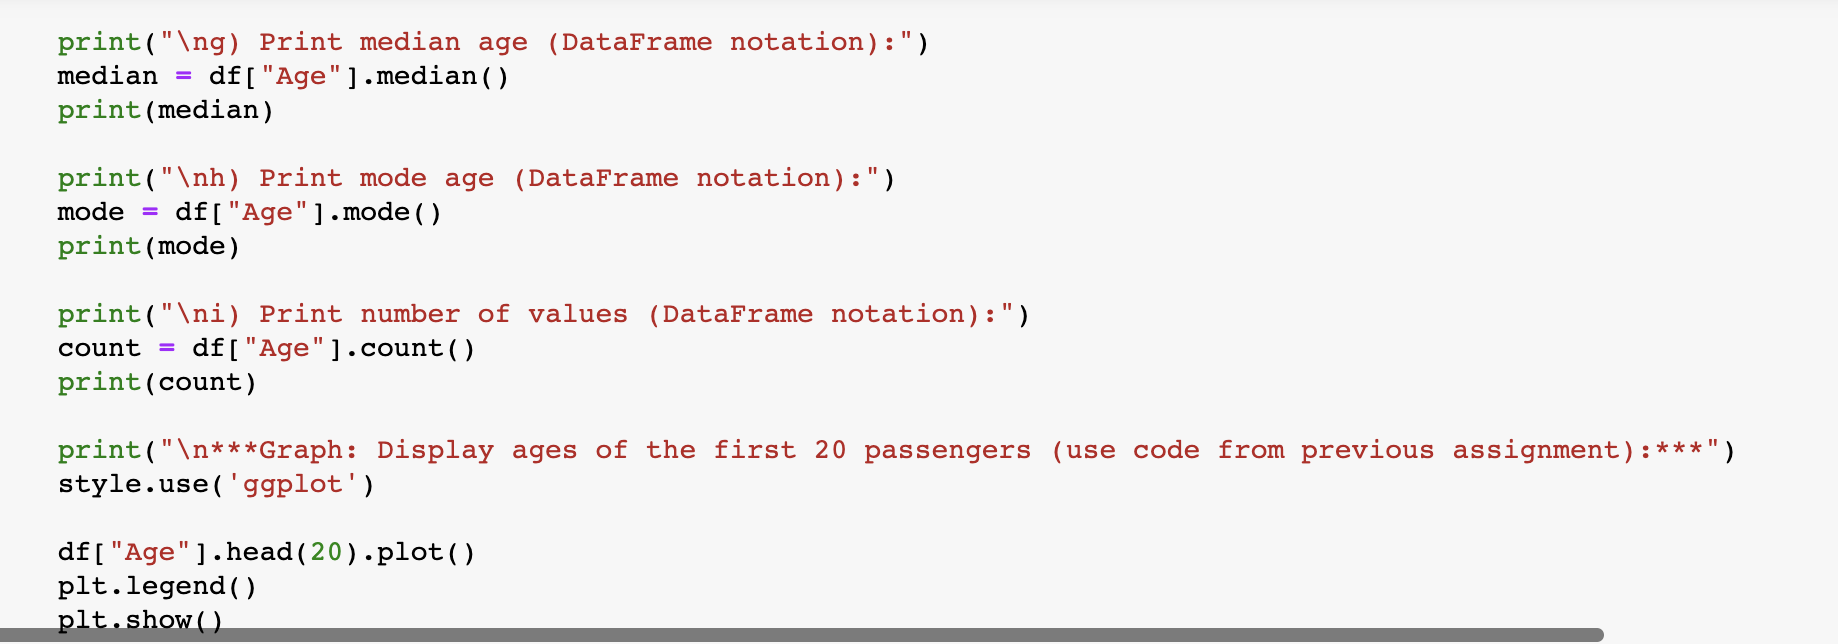 print("\ng) Print median age (DataFrame notation):")
median = df["Age"].median()
print(median)
print("\nh) Print mode age (DataFrame notation):")
mode = df["Age"].mode()
print(mode)
print("\ni) Print number of values (DataFrame notation):")
count = df["Age"].count()
print(count)
print("\n***Graph: Display ages of the first 20 passengers (use code from previous assignment):***")
style.use('ggplot')
df["Age"].head(20).plot()
plt.legend()
plt.show()